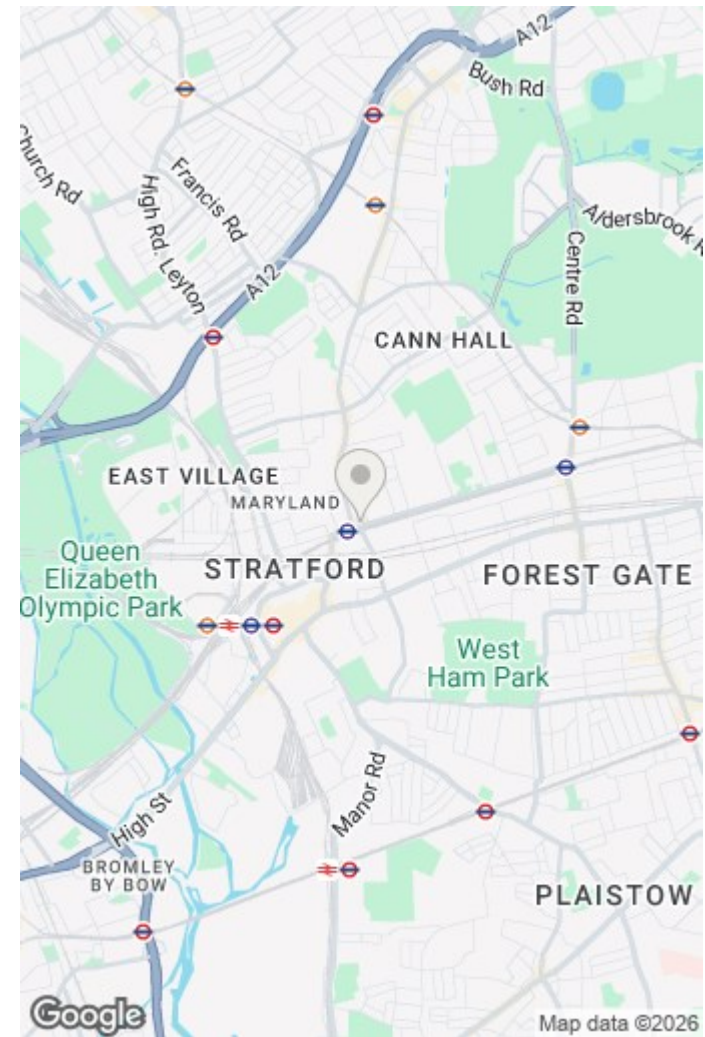 A12
Bush Rd
Church Rd
Francis Rd
High Rd. Leyton
A12
Aldersbrook R
Centre Rd
CANN HALL
EAST VILLAGE
MARYLAND
Queen
Elizabeth
Olympic Park
STRATFORD
FOREST GATE
West
Ham Park
Manor Rd
High St
BROMLEY
BY BOW
PLAISTOW
Google
Map data ©2026